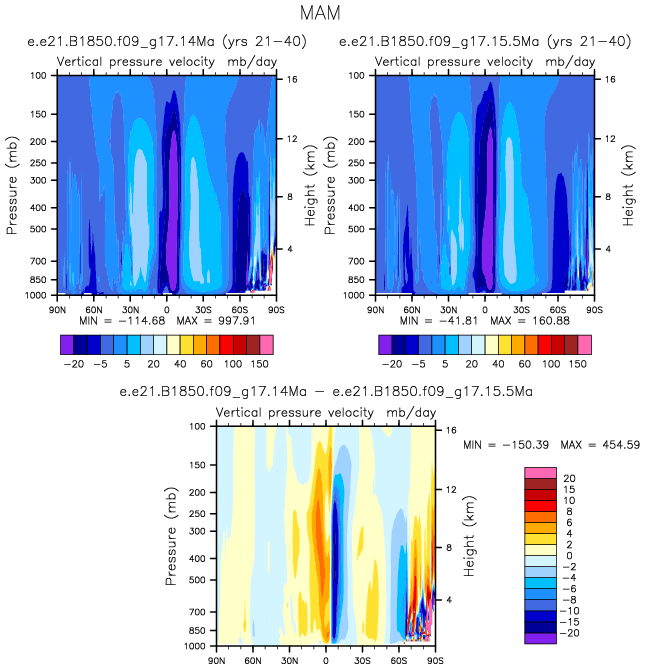 MAM
e.e21.B1850.f09_g17.14Ma (yrs 21-40)
Vertical pressure velocity mb/day
Pressure (mb)
100
150
200
250
300
400
500
700
850
1000
16
12
8
4
Height (km)
90N 60N 30N 0 30S 60S 90S
MIN = -114.68 MAX = 997.91
-20 -5 5 20 40 60 100 150
e.e21.B1850.f09_g17.15.5Ma (yrs 21-40)
Vertical pressure velocity mb/day
Pressure (mb)
100
150
200
250
300
400
500
700
850
1000
16
12
8
4
Height (km)
90N 60N 30N 0 30S 60S 90S
MIN = -41.81 MAX = 160.88
-20 -5 5 20 40 60 100 150
e.e21.B1850.f09_g17.14Ma - e.e21.B1850.f09_g17.15.5Ma
Vertical pressure velocity mb/day
Pressure (mb)
100
150
200
250
300
400
500
700
850
1000
16
12
8
4
Height (km)
90N 60N 30N 0 30S 60S 90S
MIN = -150.39 MAX = 454.59
20
15
10
8
6
4
2
0
-2
-4
-6
-8
-10
-15
-20